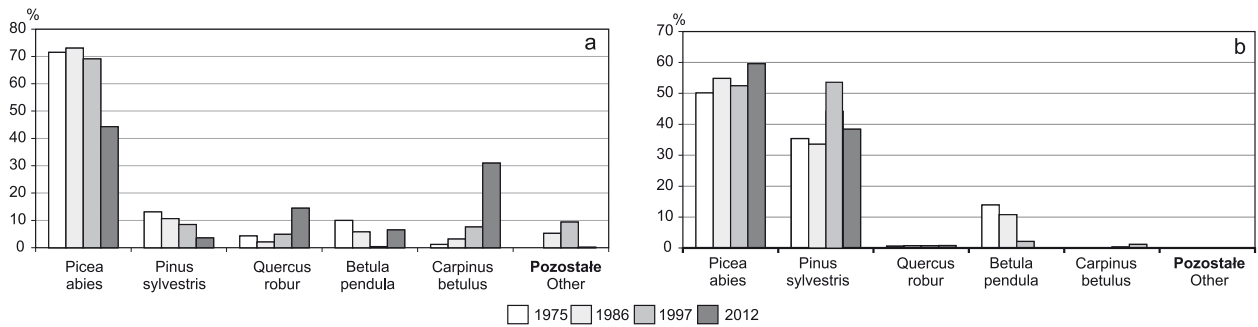 %
a
80
70
60
50
40
30
20
10
0
Picea abies
Pinus sylvestris
Quercus robur
Betula pendula
Carpinus betulus
Pozostałe
Other
%
b
70
60
50
40
30
20
10
0
Picea abies
Pinus sylvestris
Quercus robur
Betula pendula
Carpinus betulus
Pozostałe
Other
1975 1986 1997 2012